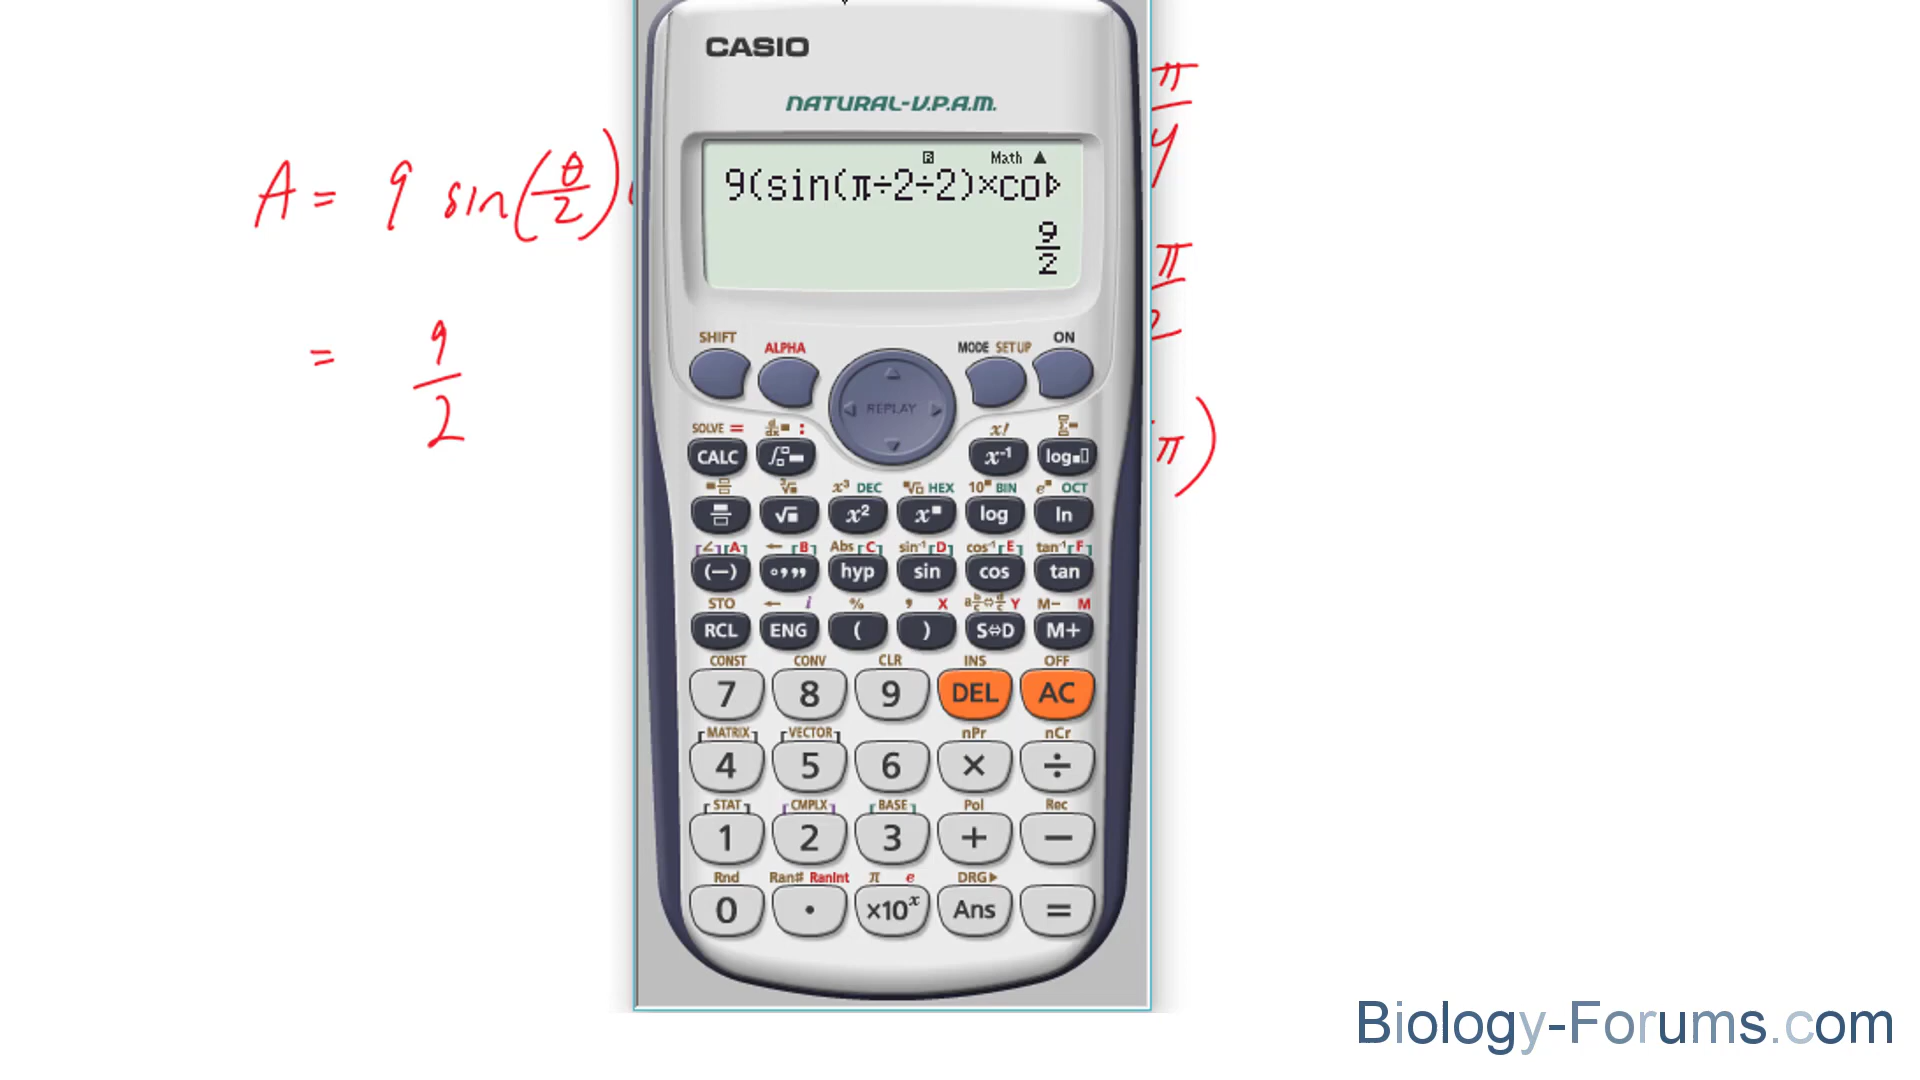 CASIO
NATURAL-V.P.A.M.
R Math ▲
9(sin(π÷2÷2)×co
9
2
A = 9 sin(θ/2)
= 9/2
π
4
π
2
π)
SHIFT ALPHA MODE SETUP ON
REPLAY
SOLVE = d/dx : x! Σ
CALC ∫ x⁻¹ log
³√ x³ DEC √ HEX 10 BIN e OCT
√ x² x log ln
∠ A ← B Abs C sin⁻¹ D cos⁻¹ E tan⁻¹ F
(−) °,,, hyp sin cos tan
STO ← i % , X a b/c⇔d/c Y M− M
RCL ENG ( ) S⇔D M+
CONST CONV CLR INS OFF
7 8 9 DEL AC
MATRIX VECTOR nPr nCr
4 5 6 × ÷
STAT CMPLX BASE Pol Rec
1 2 3 + −
Rnd Ran# RanInt π e DRG▶
0 . ×10ˣ Ans =
Biology-Forums.com